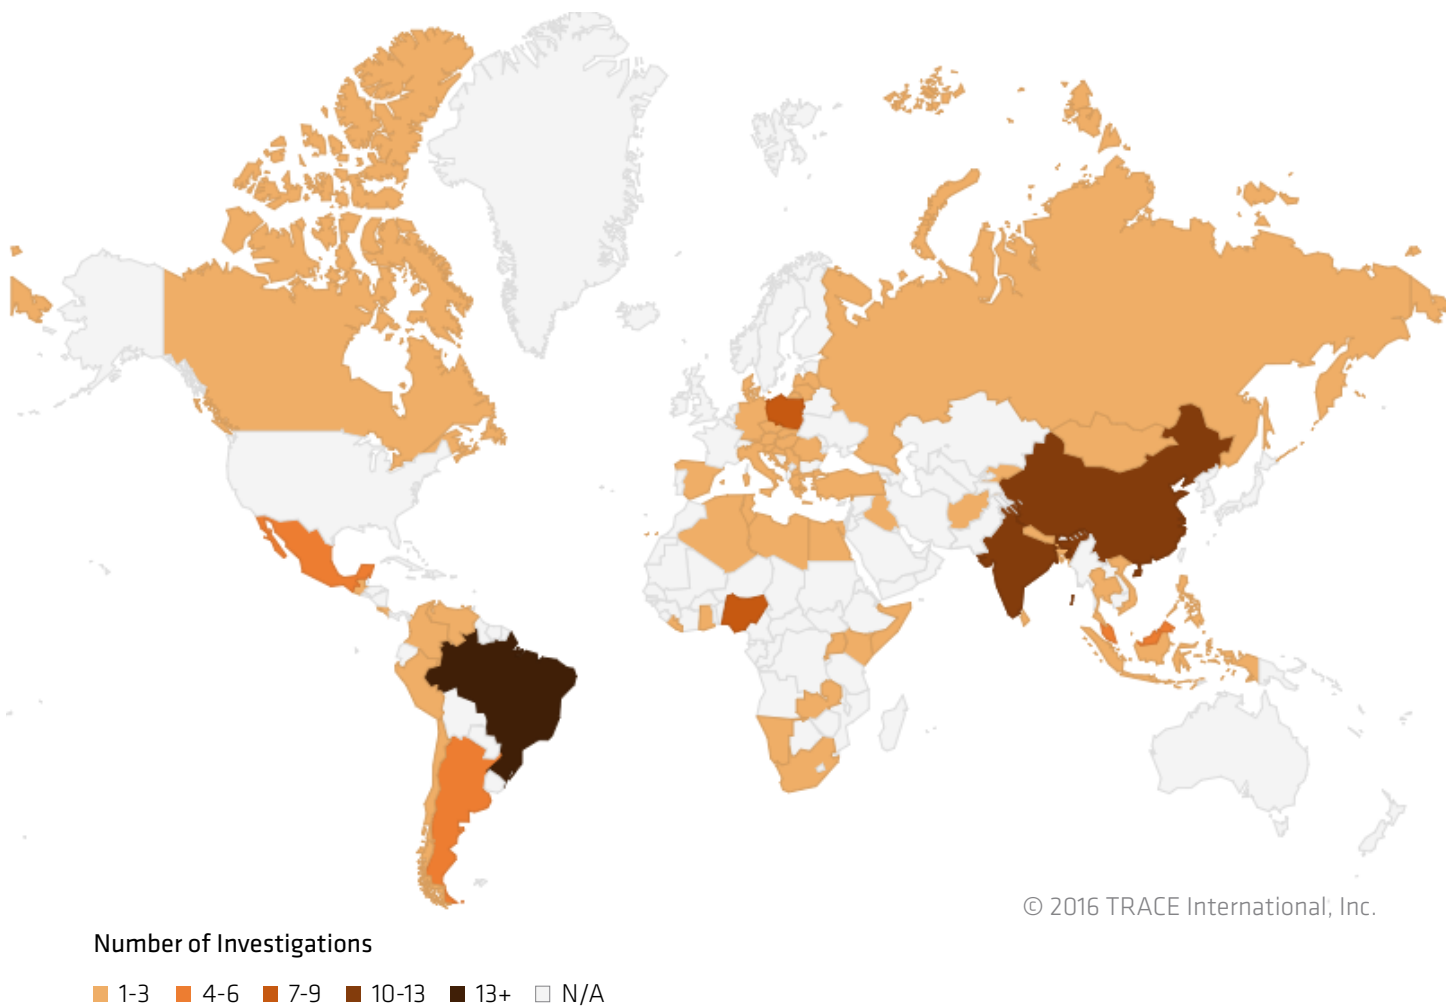 © 2016 TRACE International, Inc.
Number of Investigations
1-3 4-6 7-9 10-13 13+ N/A